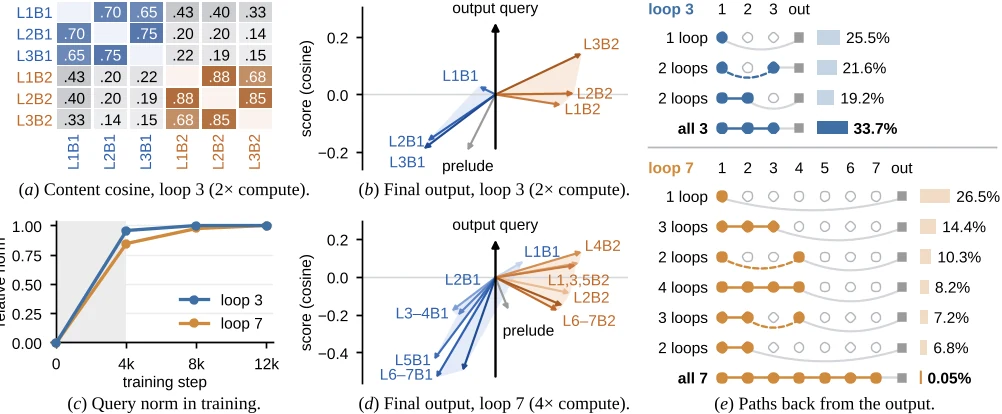 L1B1 .70 .65 .43 .40 .33
L2B1 .70 .75 .20 .20 .14
L3B1 .65 .75 .22 .19 .15
L1B2 .43 .20 .22 .88 .68
L2B2 .40 .20 .19 .88 .85
L3B2 .33 .14 .15 .68 .85
L1B1 L2B1 L3B1 L1B2 L2B2 L3B2
(a) Content cosine, loop 3 (2× compute).
output query
score (cosine)
0.2
0.0
−0.2
L3B2
L1B1
L2B2
L1B2
L2B1
L3B1
prelude
(b) Final output, loop 3 (2× compute).
relative norm
1.00
0.75
0.50
0.25
0.00
loop 3
loop 7
0 4k 8k 12k
training step
(c) Query norm in training.
output query
score (cosine)
0.2
0.0
−0.2
−0.4
L1B1
L4B2
L2B1
L1,3,5B2
L2B2
L3–4B1
L6–7B2
prelude
L5B1
L6–7B1
(d) Final output, loop 7 (4× compute).
loop 3 1 2 3 out
1 loop 25.5%
2 loops 21.6%
2 loops 19.2%
all 3 33.7%
loop 7 1 2 3 4 5 6 7 out
1 loop 26.5%
3 loops 14.4%
2 loops 10.3%
4 loops 8.2%
3 loops 7.2%
2 loops 6.8%
all 7 0.05%
(e) Paths back from the output.